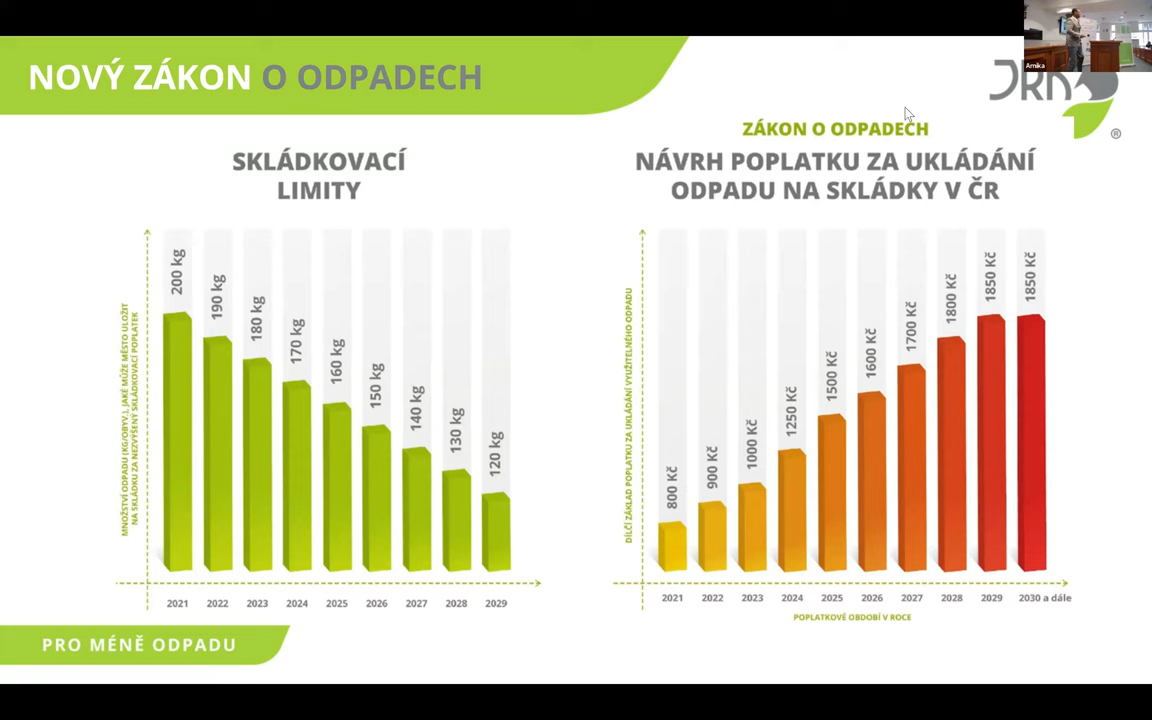 NOVÝ ZÁKON O ODPADECH
Arnika
JRK
®
SKLÁDKOVACÍ
LIMITY
MNOŽSTVÍ ODPADU (KG/OBYV.), JAKÉ MŮŽE MĚSTO ULOŽIT
NA SKLÁDKU ZA NEZVÝŠENÝ SKLÁDKOVACÍ POPLATEK
200 kg
190 kg
180 kg
170 kg
160 kg
150 kg
140 kg
130 kg
120 kg
2021 2022 2023 2024 2025 2026 2027 2028 2029
ZÁKON O ODPADECH
NÁVRH POPLATKU ZA UKLÁDÁNÍ
ODPADU NA SKLÁDKY V ČR
DÍLČÍ ZÁKLAD POPLATKU ZA UKLÁDÁNÍ VYUŽITELNÉHO ODPADU
800 Kč
900 Kč
1000 Kč
1250 Kč
1500 Kč
1600 Kč
1700 Kč
1800 Kč
1850 Kč
1850 Kč
2021 2022 2023 2024 2025 2026 2027 2028 2029 2030 a dále
POPLATKOVÉ OBDOBÍ V ROCE
PRO MÉNĚ ODPADU